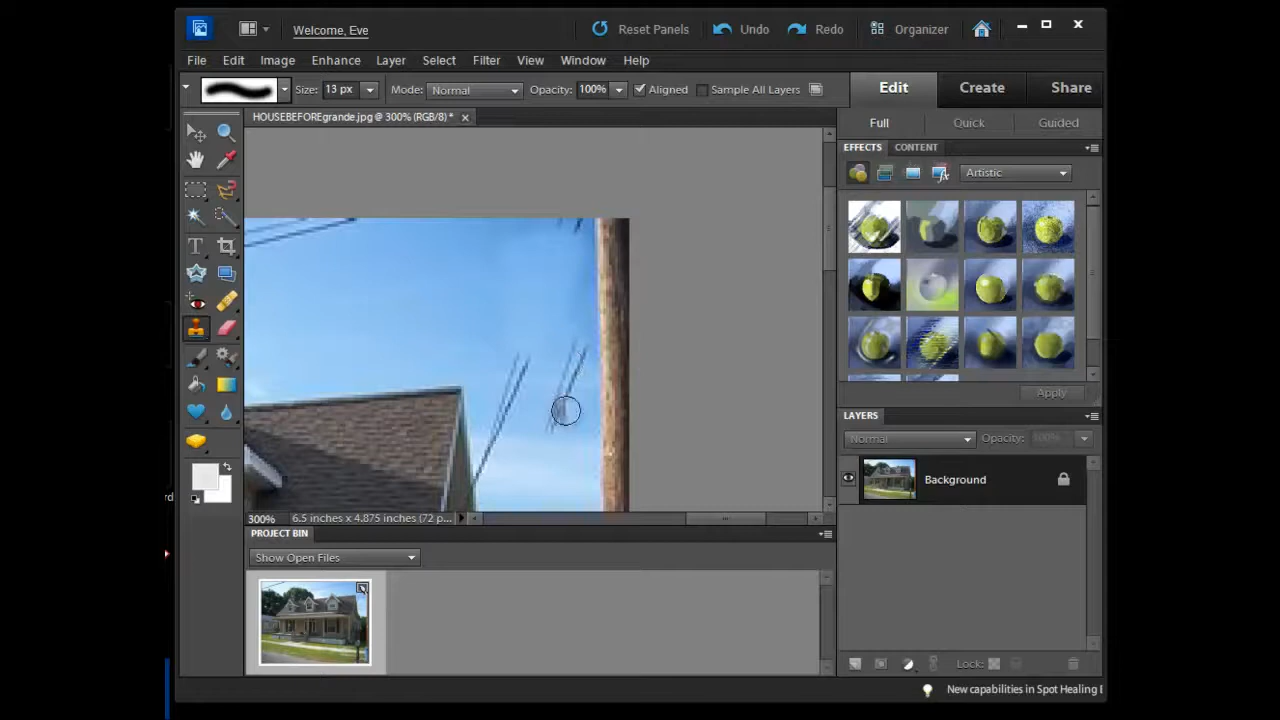 Welcome, Eve
Reset Panels
Undo
Redo
Organizer
File Edit Image Enhance Layer Select Filter View Window Help
Size: 13 px Mode: Normal Opacity: 100% Aligned Sample All Layers
Edit Create Share
HOUSEBEFOREgrande.jpg @ 300% (RGB/8) *
Full Quick Guided
EFFECTS CONTENT
Artistic
Apply
LAYERS
Normal Opacity: 100%
Background
rd
300% 6.5 inches x 4.875 inches (72 p...
PROJECT BIN
Show Open Files
Lock:
New capabilities in Spot Healing